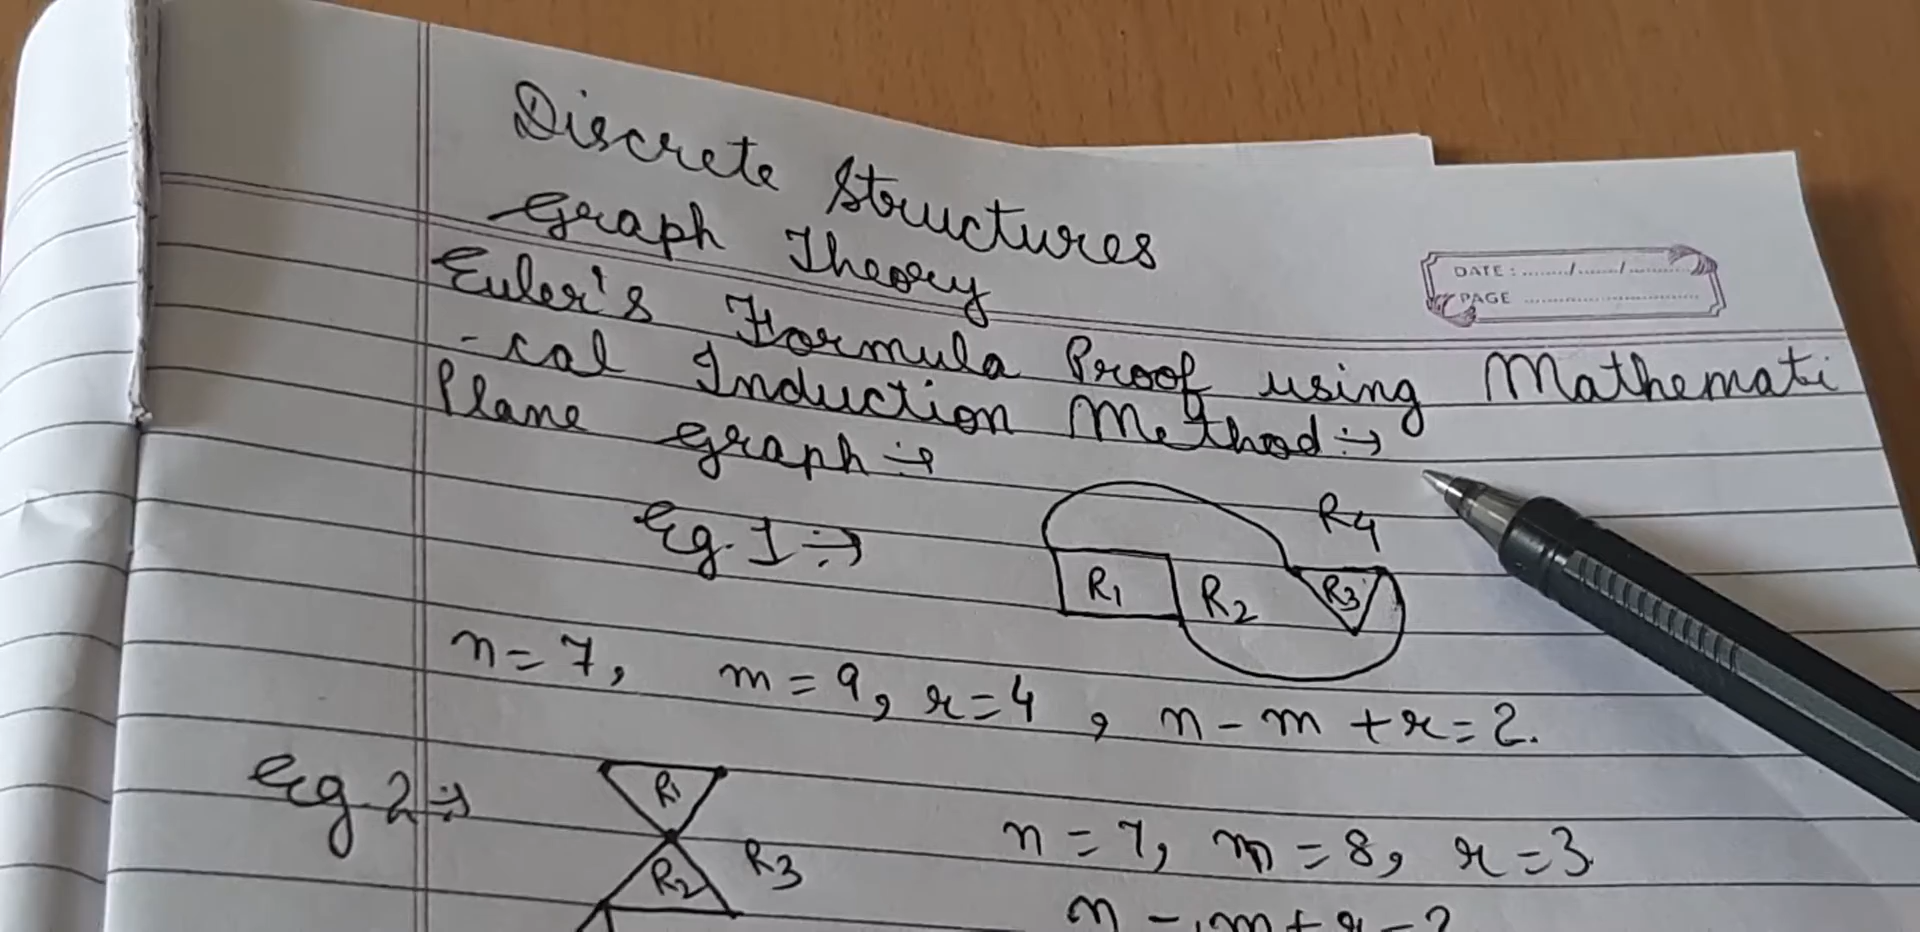 Discrete Structures
Graph Theory
DATE : ......./......./.........
PAGE ..............................
Euler's Formula Proof using Mathemati
-cal Induction Method :→
Plane graph :→
Eg. 1 :→
R4
R1 R2 R3
n = 7, m = 9, r = 4, n - m + r = 2.
Eg. 2 :→
R1
R2 R3
n = 7, m = 8, r = 3.
n - m + r = 2